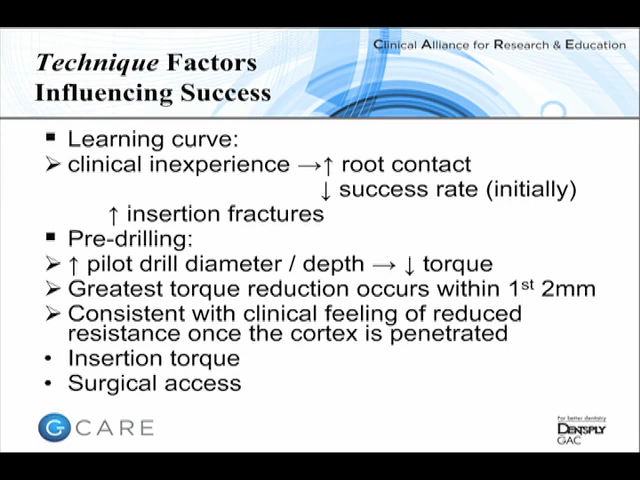 Clinical Alliance for Research & Education
Technique Factors
Influencing Success
▪ Learning curve:
➢ clinical inexperience →↑ root contact
↓ success rate (initially)
↑ insertion fractures
▪ Pre-drilling:
➢ ↑ pilot drill diameter / depth → ↓ torque
➢ Greatest torque reduction occurs within 1st 2mm
➢ Consistent with clinical feeling of reduced
resistance once the cortex is penetrated
• Insertion torque
• Surgical access
G CARE
For better dentistry
DENTSPLY
GAC